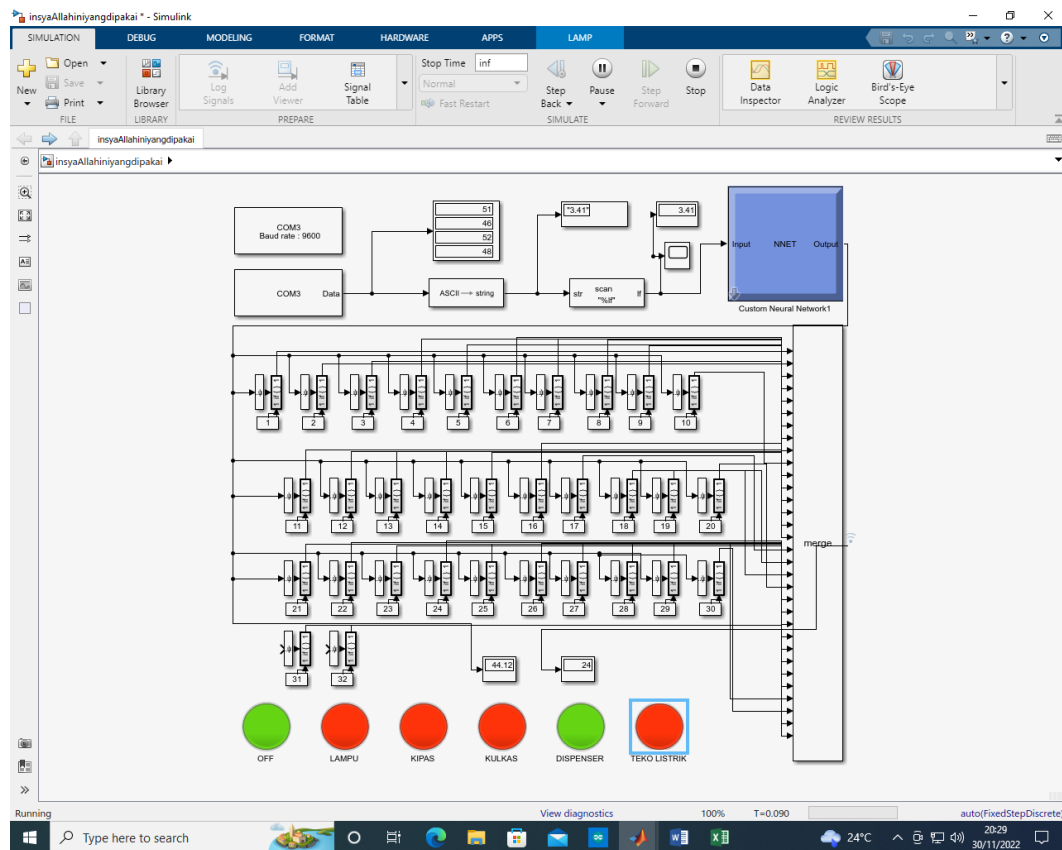 insyaAllahiniyangdipakai * - Simulink
SIMULATION DEBUG MODELING FORMAT HARDWARE APPS LAMP
New
Open
Save
Print
FILE
Library Browser
LIBRARY
Log Signals
Add Viewer
Signal Table
PREPARE
Stop Time inf
Normal
Fast Restart
Step Back
Pause
Step Forward
Stop
SIMULATE
Data Inspector
Logic Analyzer
Bird's-Eye Scope
REVIEW RESULTS
insyaAllahiniyangdipakai
insyaAllahiniyangdipakai
COM3
Baud rate : 9600
51
46
52
48
"3.41"
3.41
COM3 Data
ASCII → string
str scan "%lf" lf
Input NNET Output
Custom Neural Network1
1 2 3 4 5 6 7 8 9 10
11 12 13 14 15 16 17 18 19 20
merge
21 22 23 24 25 26 27 28 29 30
31 32
44.12
24
OFF LAMPU KIPAS KULKAS DISPENSER TEKO LISTRIK
Running View diagnostics 100% T=0.090 auto(FixedStepDiscrete)
Type here to search
24°C
20:29
30/11/2022